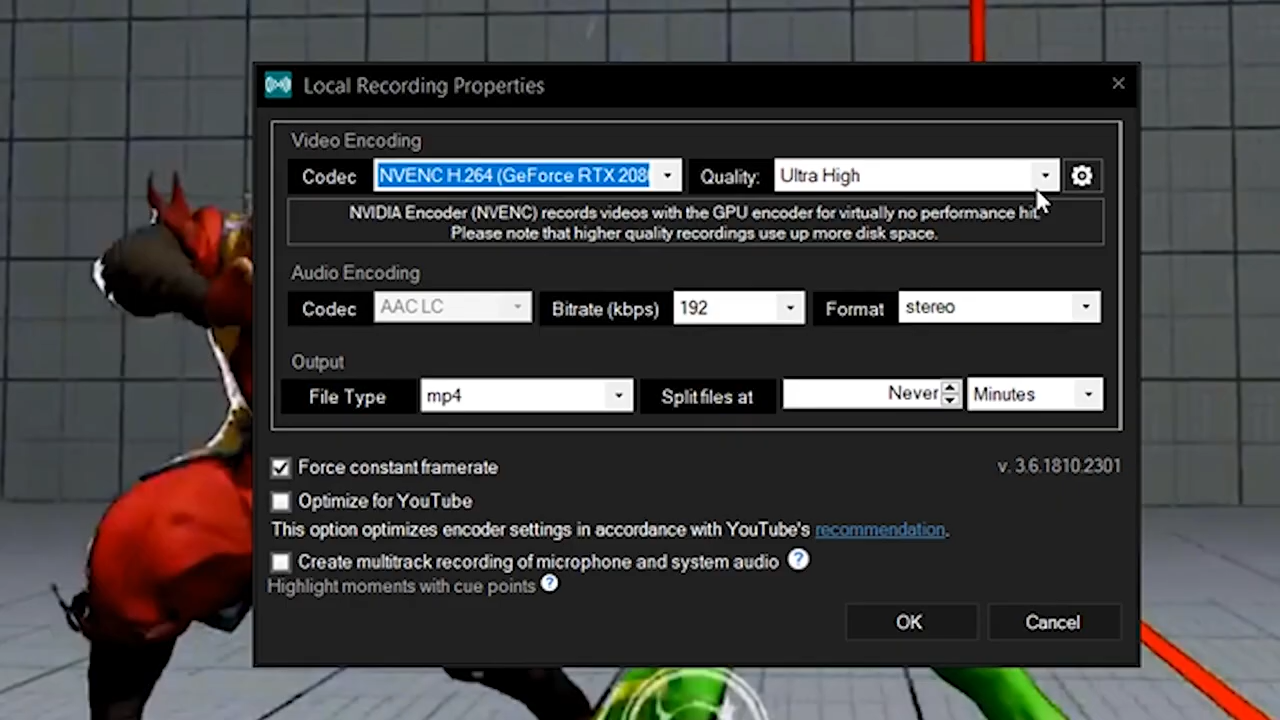 Local Recording Properties
Video Encoding
Codec NVENC H.264 (GeForce RTX 208 Quality: Ultra High
NVIDIA Encoder (NVENC) records videos with the GPU encoder for virtually no performance hit.
Please note that higher quality recordings use up more disk space.
Audio Encoding
Codec AAC LC Bitrate (kbps) 192 Format stereo
Output
File Type mp4 Split files at Never Minutes
Force constant framerate v. 3.6.1810.2301
Optimize for YouTube
This option optimizes encoder settings in accordance with YouTube's recommendation.
Create multitrack recording of microphone and system audio ?
Highlight moments with cue points ?
OK Cancel